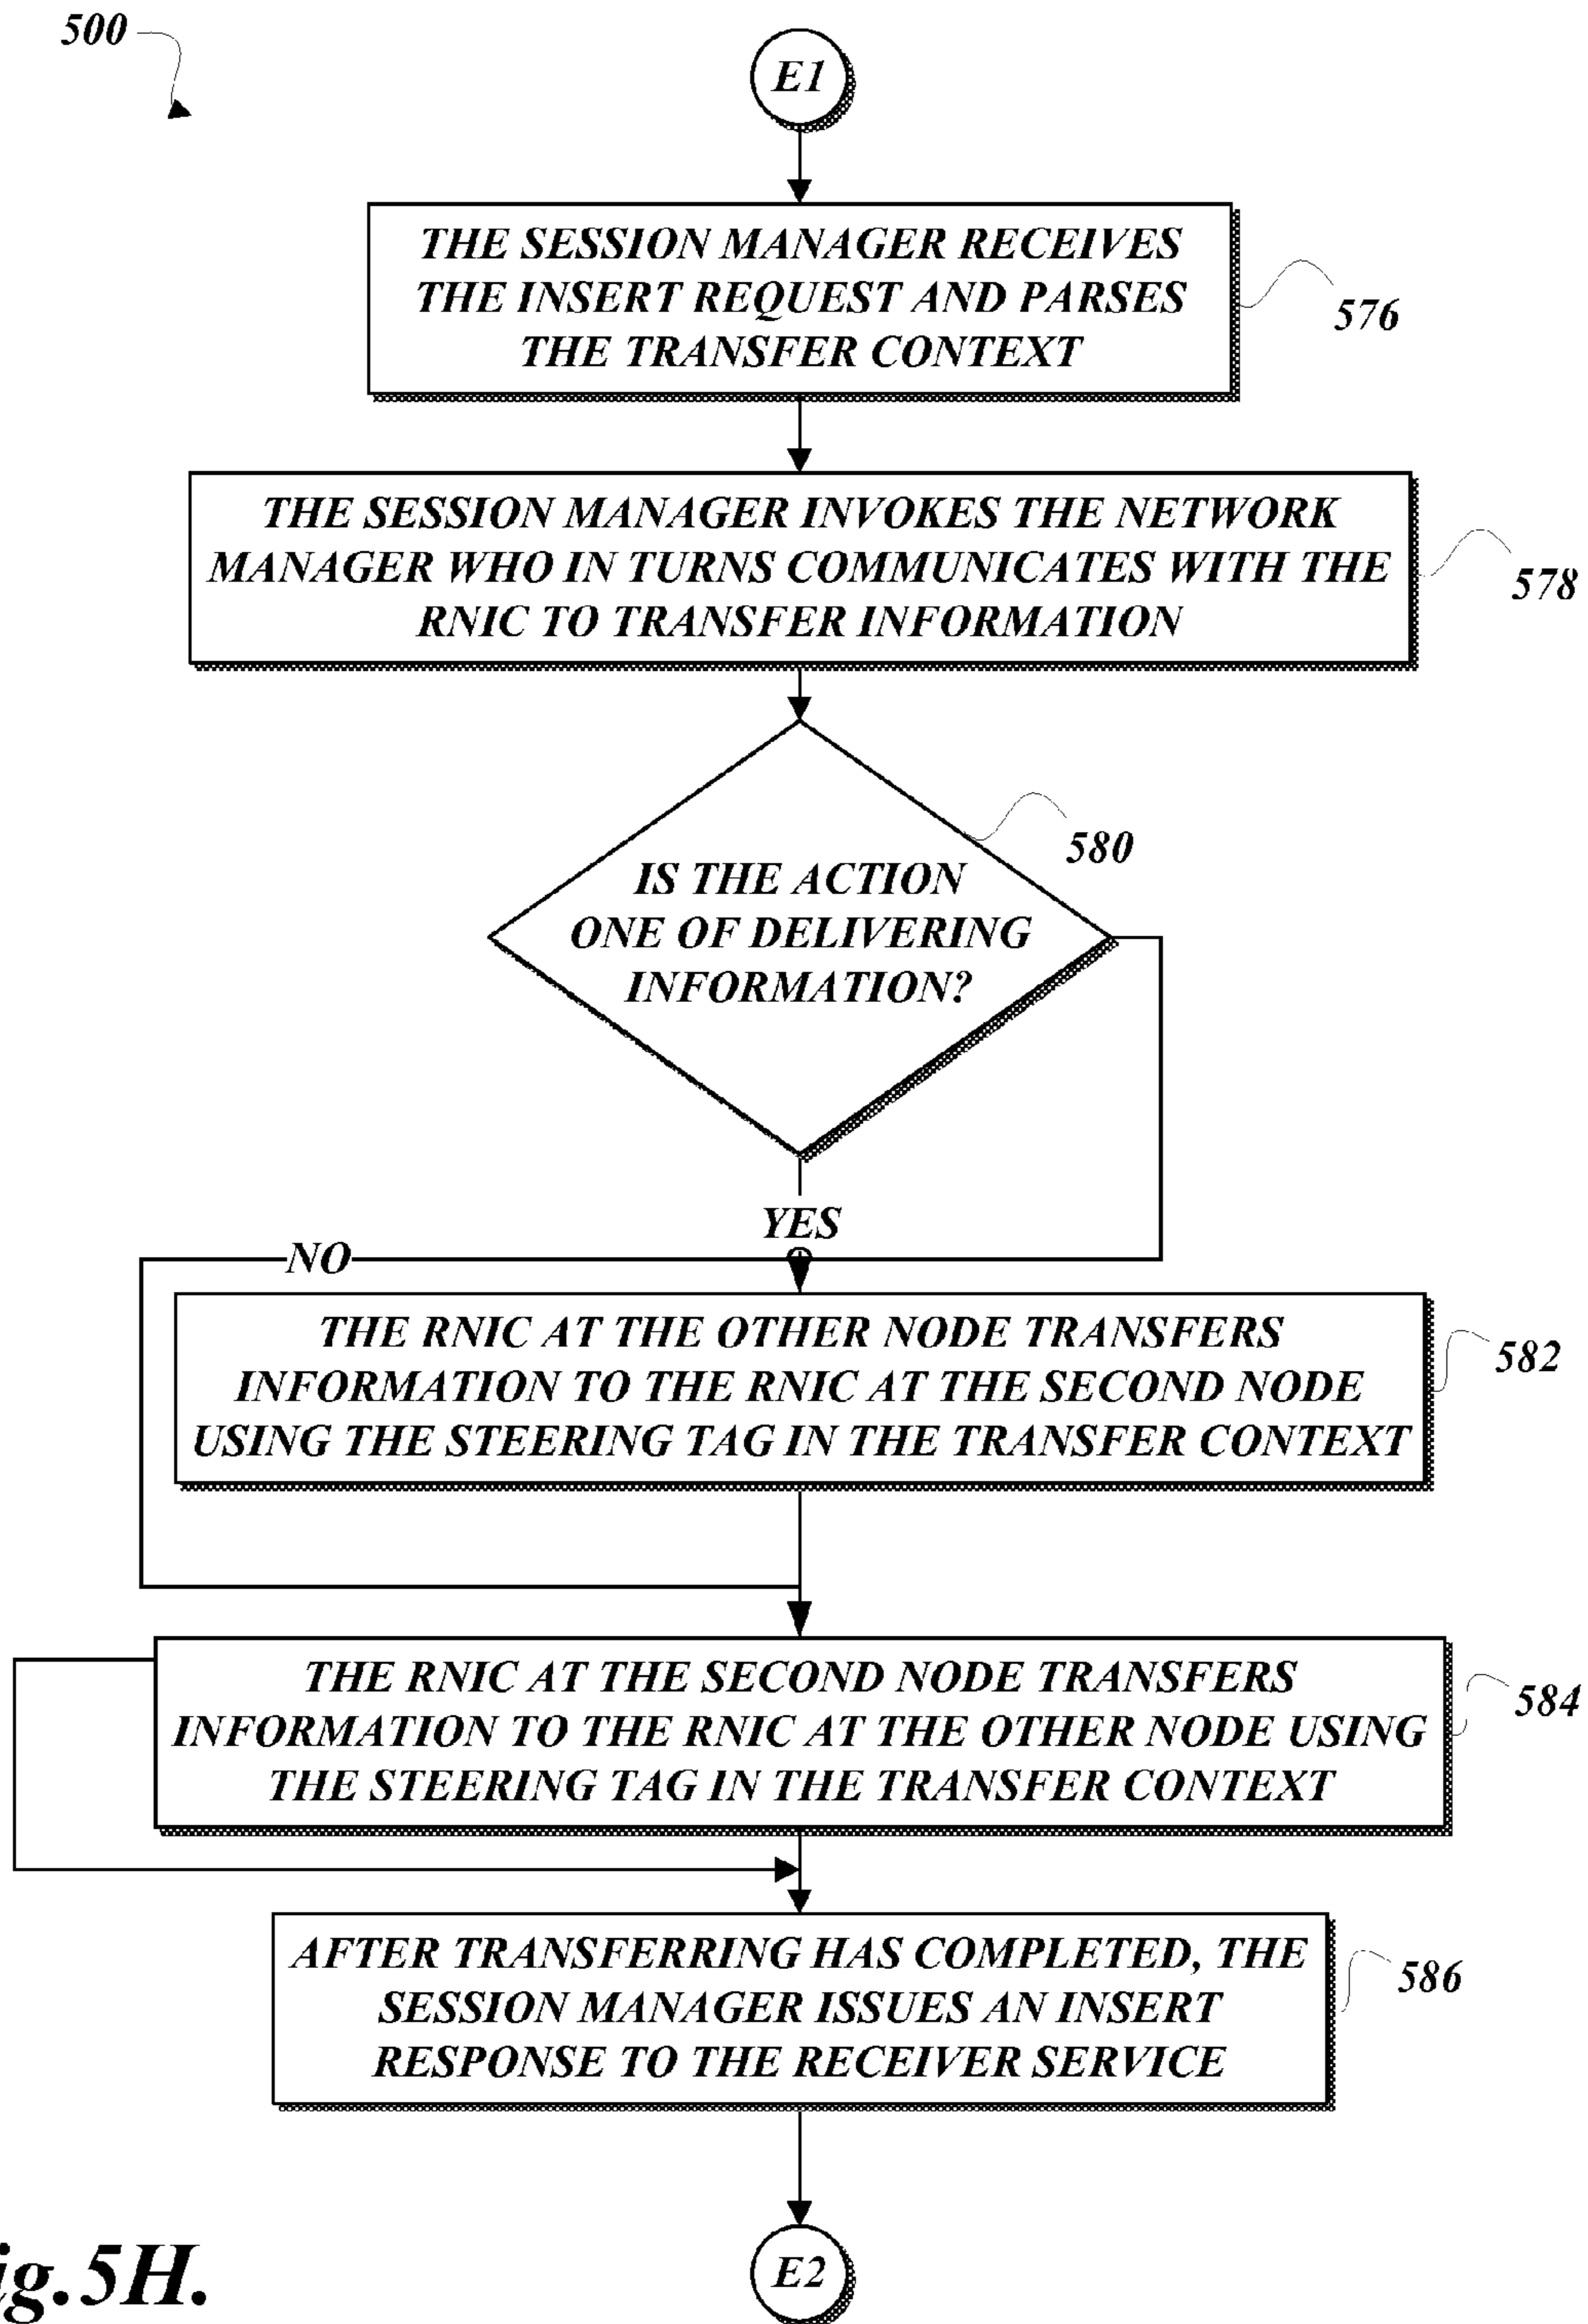 500
E1
THE SESSION MANAGER RECEIVES
THE INSERT REQUEST AND PARSES
THE TRANSFER CONTEXT
576
THE SESSION MANAGER INVOKES THE NETWORK
MANAGER WHO IN TURNS COMMUNICATES WITH THE
RNIC TO TRANSFER INFORMATION
578
580
IS THE ACTION
ONE OF DELIVERING
INFORMATION?
YES
NO
THE RNIC AT THE OTHER NODE TRANSFERS
INFORMATION TO THE RNIC AT THE SECOND NODE
USING THE STEERING TAG IN THE TRANSFER CONTEXT
582
THE RNIC AT THE SECOND NODE TRANSFERS
INFORMATION TO THE RNIC AT THE OTHER NODE USING
THE STEERING TAG IN THE TRANSFER CONTEXT
584
AFTER TRANSFERRING HAS COMPLETED, THE
SESSION MANAGER ISSUES AN INSERT
RESPONSE TO THE RECEIVER SERVICE
586
E2
ig.5H.